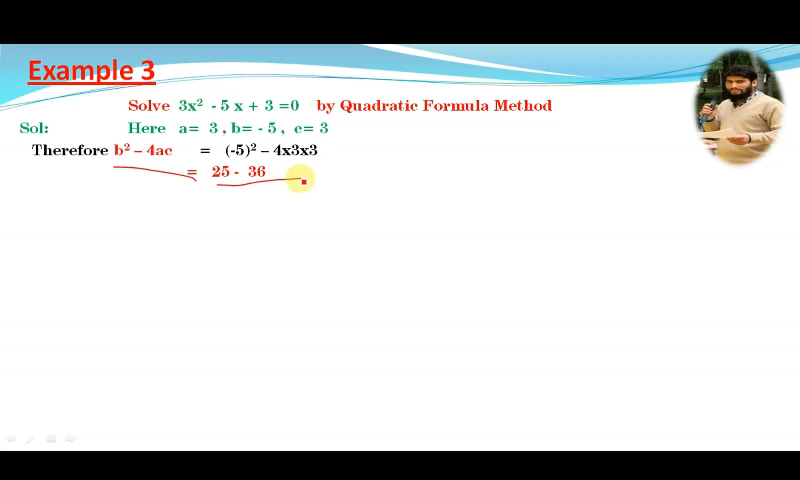 Example 3
Solve 3x² - 5 x + 3 =0 by Quadratic Formula Method
Sol: Here a= 3 , b= - 5 , c= 3
Therefore b² – 4ac = (-5)² – 4x3x3
= 25 - 36